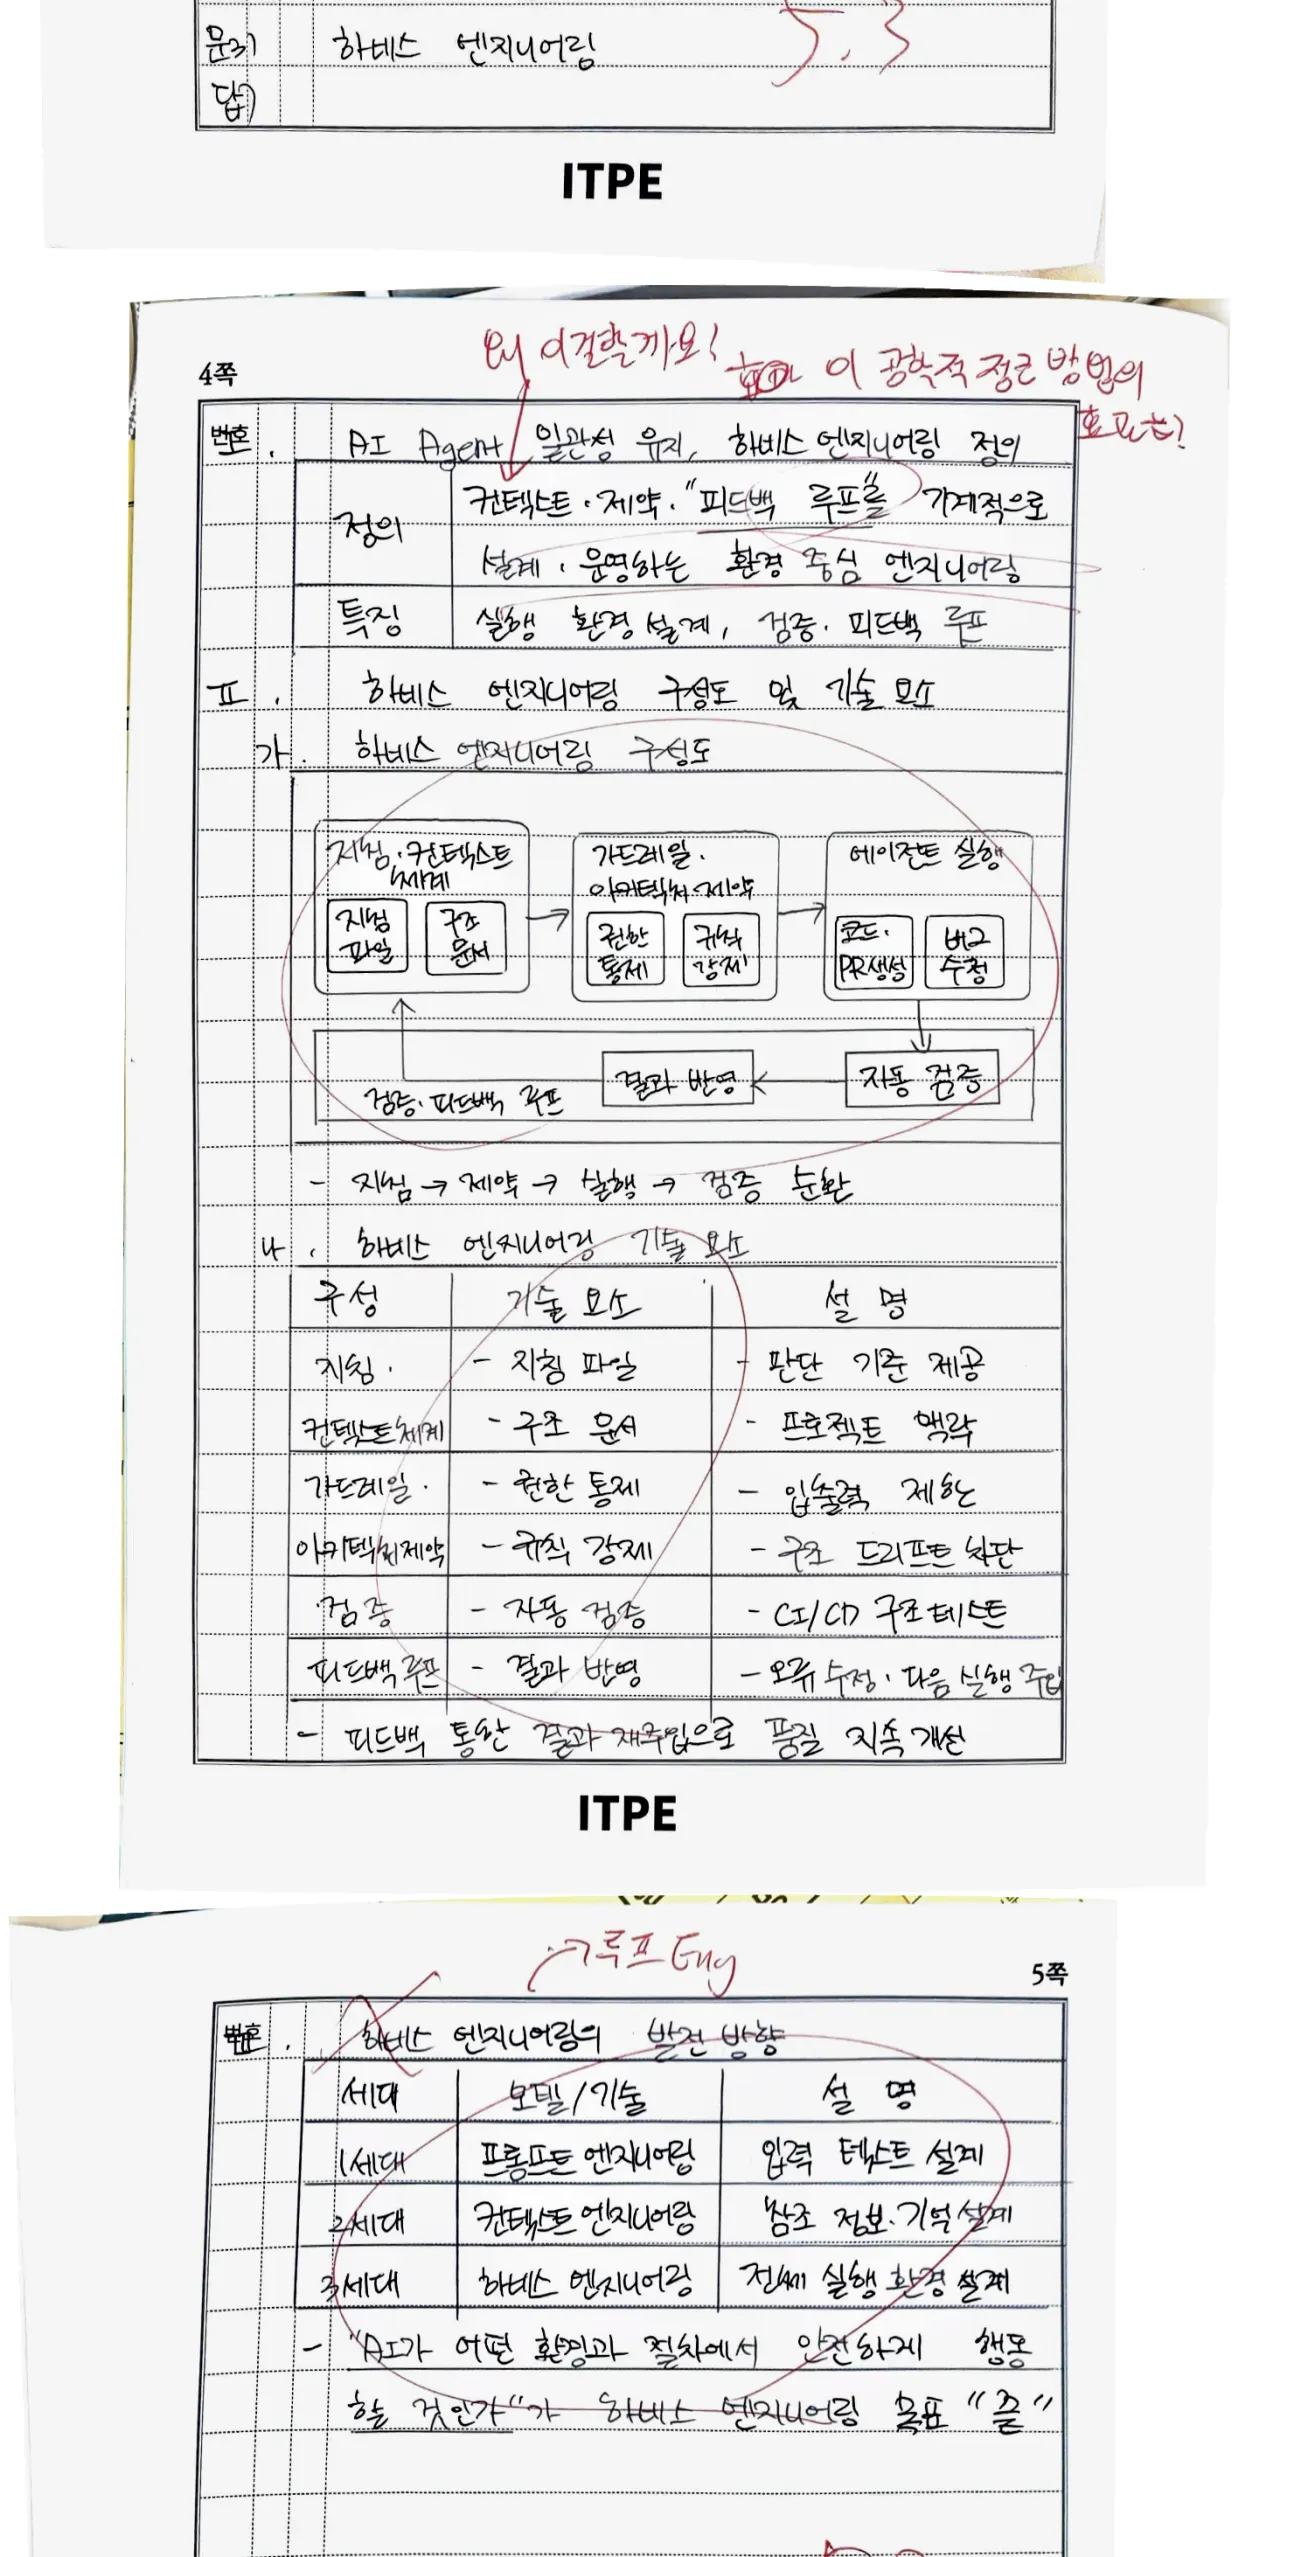 문3) 하네스 엔지니어링
5.3
답)
ITPE
왜 이걸할까요?
이 공학적 접근 방법의
효과는?
4쪽
번호 . AI Agent 일관성 유지, 하네스 엔지니어링 정의
정의 컨텍스트·제약·"피드백 루프"를 기계적으로
설계·운영하는 환경 중심 엔지니어링
특징 실행 환경 설계, 검증·피드백 루프
II . 하네스 엔지니어링 구성도 및 기술 요소
가 . 하네스 엔지니어링 구성도
지침·컨텍스트 체계
지침 파일
구조 문서
가드레일·아키텍처 제약
권한 통제
규칙 강제
에이전트 실행
코드·PR생성
버그 수정
검증·피드백 루프
결과 반영
자동 검증
- 지침 → 제약 → 실행 → 검증 순환
나 . 하네스 엔지니어링 기술 요소
구성 기술 요소 설 명
지침· - 지침 파일 - 판단 기준 제공
컨텍스트체계 - 구조 문서 - 프로젝트 맥락
가드레일· - 권한 통제 - 입출력 제한
아키텍처제약 - 규칙 강제 - 구조 드리프트 차단
검증 - 자동 검증 - CI/CD 구조 테스트
피드백 루프 - 결과 반영 - 오류 수정·다음 실행 주입
- 피드백 통한 결과 재주입으로 품질 지속 개선
ITPE
→루프 Eng
5쪽
번호 . 하네스 엔지니어링의 발전 방향
세대 모델/기술 설 명
1세대 프롬프트 엔지니어링 입력 텍스트 설계
2세대 컨텍스트 엔지니어링 참조 정보·기억 설계
3세대 하네스 엔지니어링 전체 실행 환경 설계
- "AI가 어떤 환경과 절차에서 안전하게 행동
할 것인가"가 하네스 엔지니어링 목표 "끝"